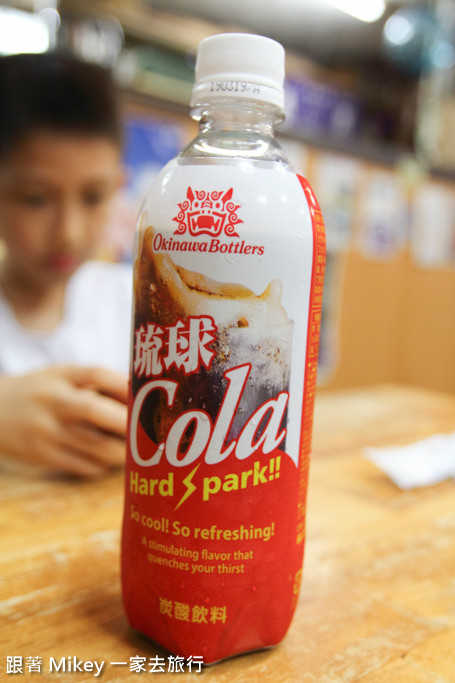 190319/H
Okinawa Bottlers
琉球
Cola
Hard Spark!!
So cool! So refreshing!
A stimulating flavor that
quenches your thirst
炭酸飲料
跟著 Mikey 一家去旅行